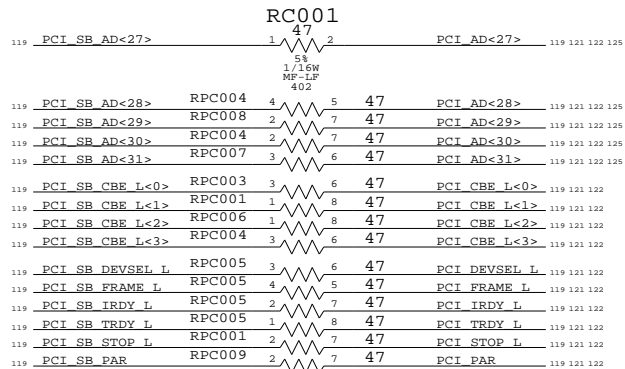 RC001
47
119 PCI_SB_AD<27> 1 2 PCI_AD<27> 119 121 122 125
5%
1/16W
MF-LF
402
119 PCI_SB_AD<28> RPC004 4 5 47 PCI_AD<28> 119 121 122 125
119 PCI_SB_AD<29> RPC008 2 7 47 PCI_AD<29> 119 121 122 125
119 PCI_SB_AD<30> RPC004 2 7 47 PCI_AD<30> 119 121 122 125
119 PCI_SB_AD<31> RPC007 3 6 47 PCI_AD<31> 119 121 122 125
119 PCI_SB_CBE_L<0> RPC003 3 6 47 PCI_CBE_L<0> 119 121 122
119 PCI_SB_CBE_L<1> RPC001 1 8 47 PCI_CBE_L<1> 119 121 122
119 PCI_SB_CBE_L<2> RPC006 1 8 47 PCI_CBE_L<2> 119 121 122
119 PCI_SB_CBE_L<3> RPC004 3 6 47 PCI_CBE_L<3> 119 121 122
119 PCI_SB_DEVSEL_L RPC005 3 6 47 PCI_DEVSEL_L 119 121 122
119 PCI_SB_FRAME_L RPC005 4 5 47 PCI_FRAME_L 119 121 122
119 PCI_SB_IRDY_L RPC005 2 7 47 PCI_IRDY_L 119 121 122
119 PCI_SB_TRDY_L RPC005 1 8 47 PCI_TRDY_L 119 121 122
119 PCI_SB_STOP_L RPC001 2 7 47 PCI_STOP_L 119 121 122
119 PCI_SB_PAR RPC009 2 7 47 PCI_PAR 119 121 122